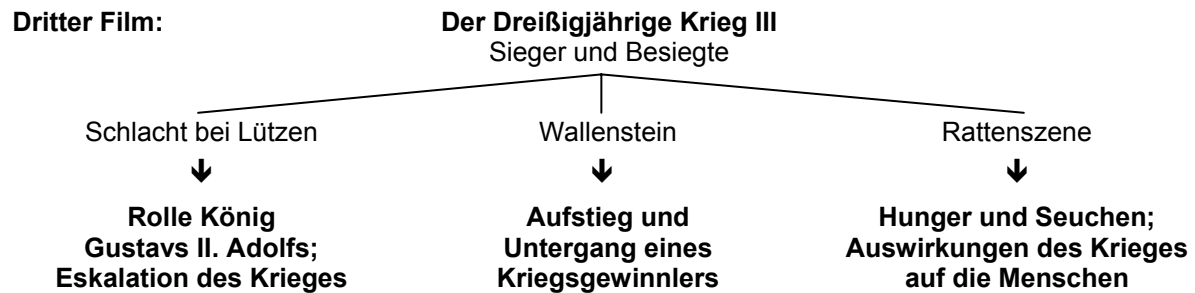 Dritter Film:
Der Dreißigjährige Krieg III
Sieger und Besiegte
Schlacht bei Lützen
Rolle König
Gustavs II. Adolfs;
Eskalation des Krieges
Wallenstein
Aufstieg und
Untergang eines
Kriegsgewinnlers
Rattenszene
Hunger und Seuchen;
Auswirkungen des Krieges
auf die Menschen